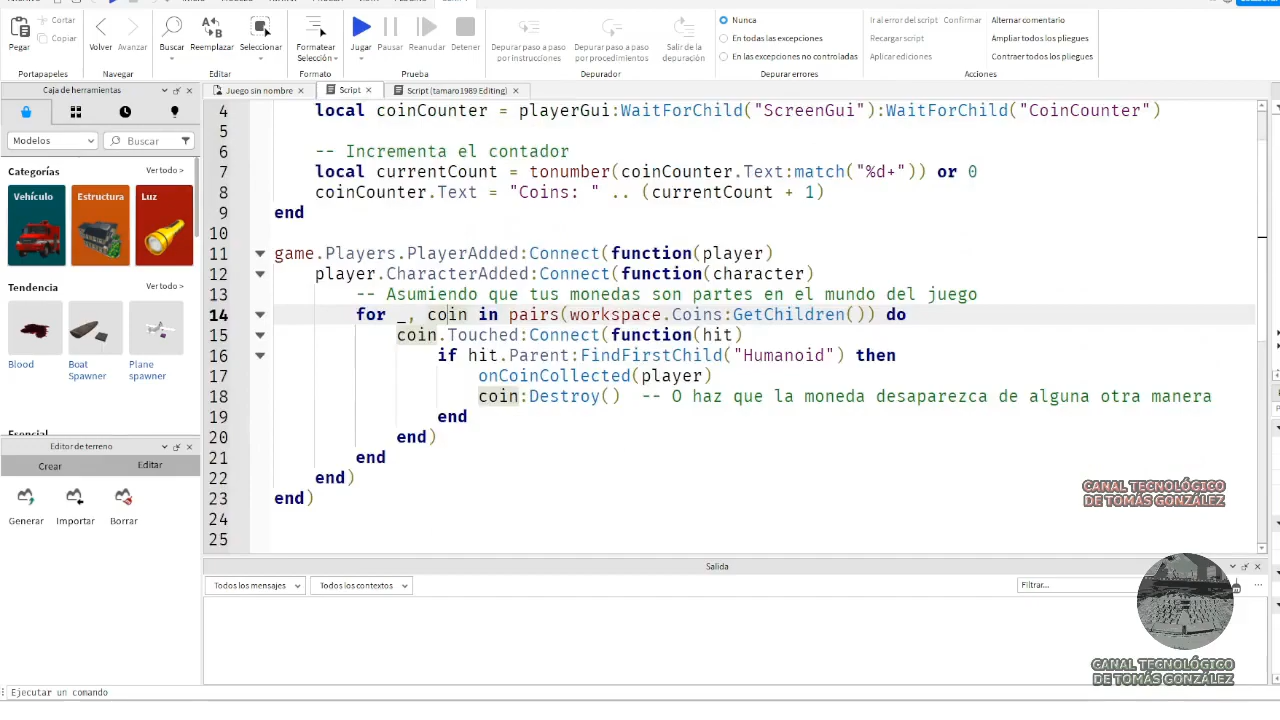 Pegar
Cortar
Copiar
Portapapeles
Volver
Avanzar
Navegar
Buscar
Reemplazar
Seleccionar
Editar
Formatear
Selección
Formato
Jugar
Pausar
Reanudar
Detener
Prueba
Depurar paso a paso
por instrucciones
Depurar paso a paso
por procedimientos
Salir de la
depuración
Depurador
Nunca
En todas las excepciones
En las excepciones no controladas
Depurar errores
Ir al error del script Confirmar
Recargar script
Aplicar ediciones
Alternar comentario
Ampliar todos los pliegues
Contraer todos los pliegues
Acciones
Caja de herramientas
Juego sin nombre
Script
Script (tamaro1989 Editing)
Modelos
Buscar
Categorías
Ver todo >
Vehículo
Estructura
Luz
Tendencia
Ver todo >
Blood
Boat
Spawner
Plane
spawner
Editor de terreno
Crear
Editar
Generar
Importar
Borrar
4 local coinCounter = playerGui:WaitForChild("ScreenGui"):WaitForChild("CoinCounter")
5
6 -- Incrementa el contador
7 local currentCount = tonumber(coinCounter.Text:match("%d+")) or 0
8 coinCounter.Text = "Coins: " .. (currentCount + 1)
9 end
10
11 game.Players.PlayerAdded:Connect(function(player)
12 player.CharacterAdded:Connect(function(character)
13 -- Asumiendo que tus monedas son partes en el mundo del juego
14 for _, coin in pairs(workspace.Coins:GetChildren()) do
15 coin.Touched:Connect(function(hit)
16 if hit.Parent:FindFirstChild("Humanoid") then
17 onCoinCollected(player)
18 coin:Destroy() -- O haz que la moneda desaparezca de alguna otra manera
19 end
20 end)
21 end
22 end)
23 end)
24
25
CANAL TECNOLÓGICO
DE TOMÁS GONZÁLEZ
Salida
Todos los mensajes
Todos los contextos
Filtrar...
CANAL TECNOLÓGICO
DE TOMÁS GONZÁLEZ
Ejecutar un comando